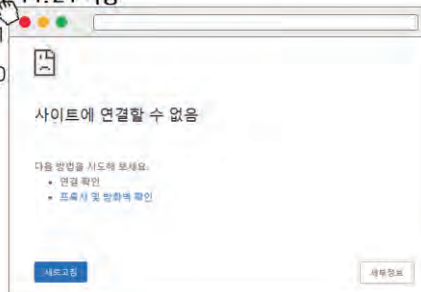 사이트에 연결할 수 없음
다음 방법을 시도해 보세요.
연결 확인
프록시 및 방화벽 확인
새로고침
세부정보